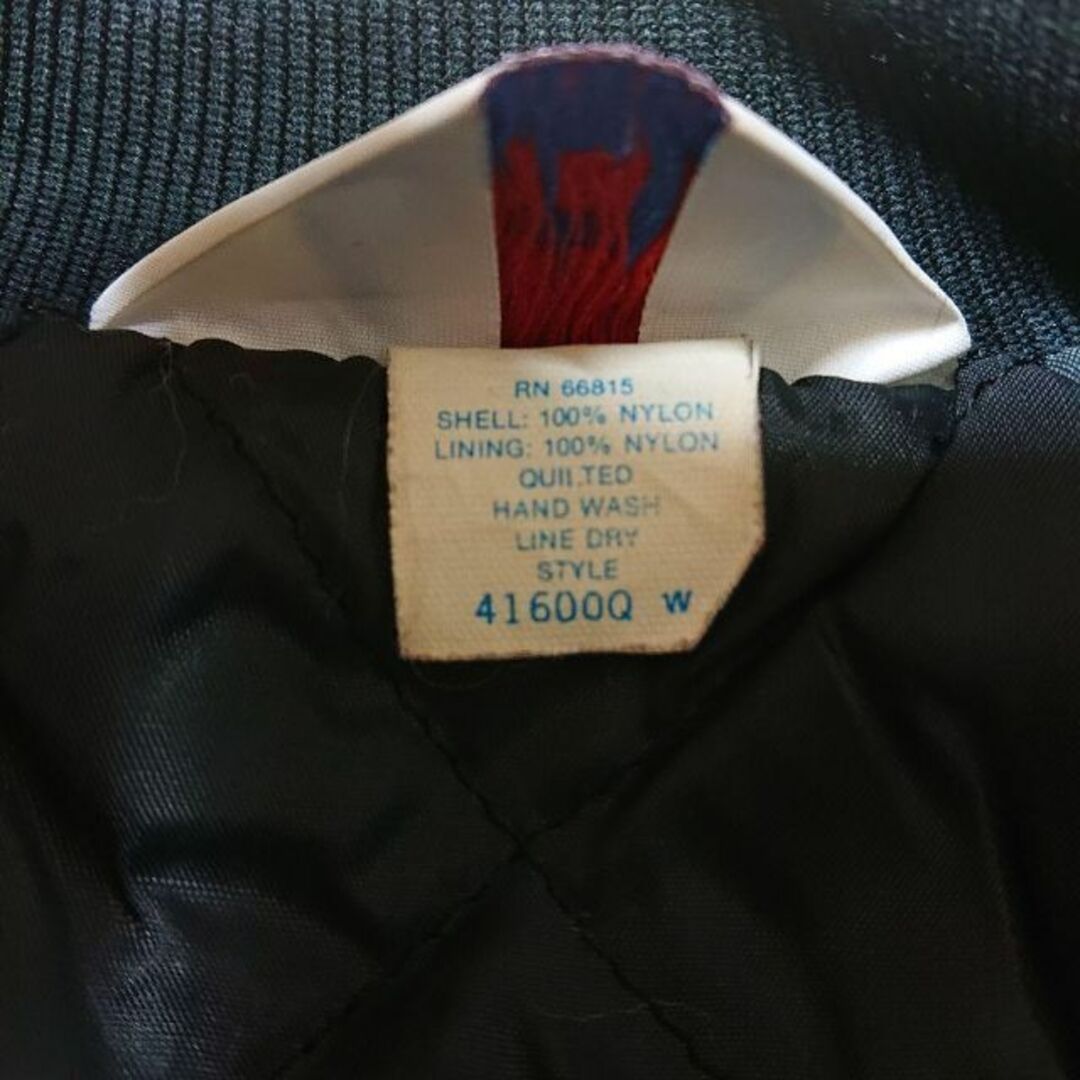 RN 66815
SHELL: 100% NYLON
LINING: 100% NYLON
QUILTED
HAND WASH
LINE DRY
STYLE
41600Q W